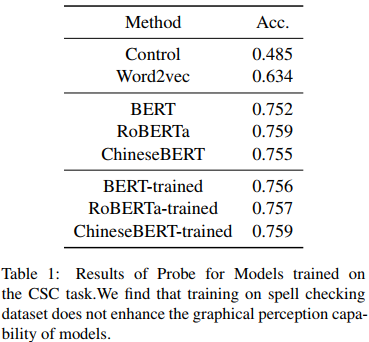 Method Acc.
Control 0.485
Word2vec 0.634
BERT 0.752
RoBERTa 0.759
ChineseBERT 0.755
BERT-trained 0.756
RoBERTa-trained 0.757
ChineseBERT-trained 0.759
Table 1: Results of Probe for Models trained on
the CSC task.We find that training on spell checking
dataset does not enhance the graphical perception capa-
bility of models.